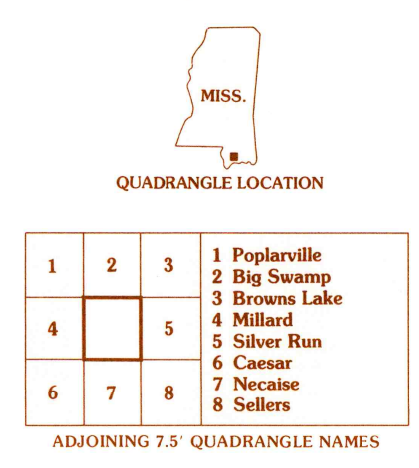 MISS.
QUADRANGLE LOCATION
1 2 3
4 5
6 7 8
1 Poplarville
2 Big Swamp
3 Browns Lake
4 Millard
5 Silver Run
6 Caesar
7 Necaise
8 Sellers
ADJOINING 7.5′ QUADRANGLE NAMES